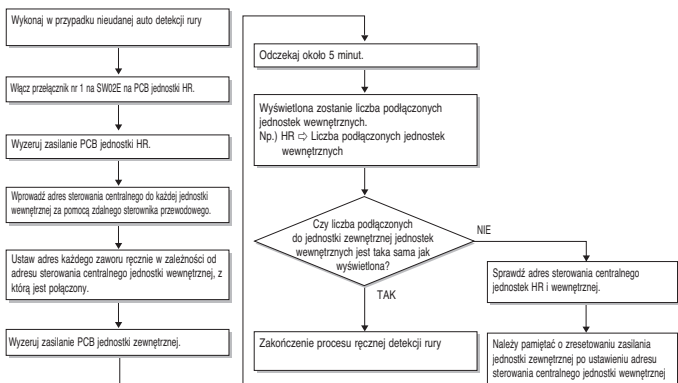 Wykonaj w przypadku nieudanej auto detekcji rury
Włącz przełącznik nr 1 na SW02E na PCB jednostki HR.
Wyzeruj zasilanie PCB jednostki HR.
Wprowadź adres sterowania centralnego do każdej jednostki
wewnętrznej za pomocą zdalnego sterownika przewodowego.
Ustaw adres każdego zaworu ręcznie w zależności od
adresu sterowania centralnego jednostki wewnętrznej, z
którą jest połączony.
Wyzeruj zasilanie PCB jednostki zewnętrznej.
Odczekaj około 5 minut.
Wyświetlona zostanie liczba podłączonych
jednostek wewnętrznych.
Np.) HR ⇨ Liczba podłączonych jednostek
wewnętrznych
Czy liczba podłączonych
do jednostki zewnętrznej jednostek
wewnętrznych jest taka sama jak
wyświetlona?
NIE
TAK
Zakończenie procesu ręcznej detekcji rury
Sprawdź adres sterowania centralnego
jednostek HR i wewnętrznej.
Należy pamiętać o zresetowaniu zasilania
jednostki zewnętrznej po ustawieniu adresu
sterowania centralnego jednostki wewnętrznej